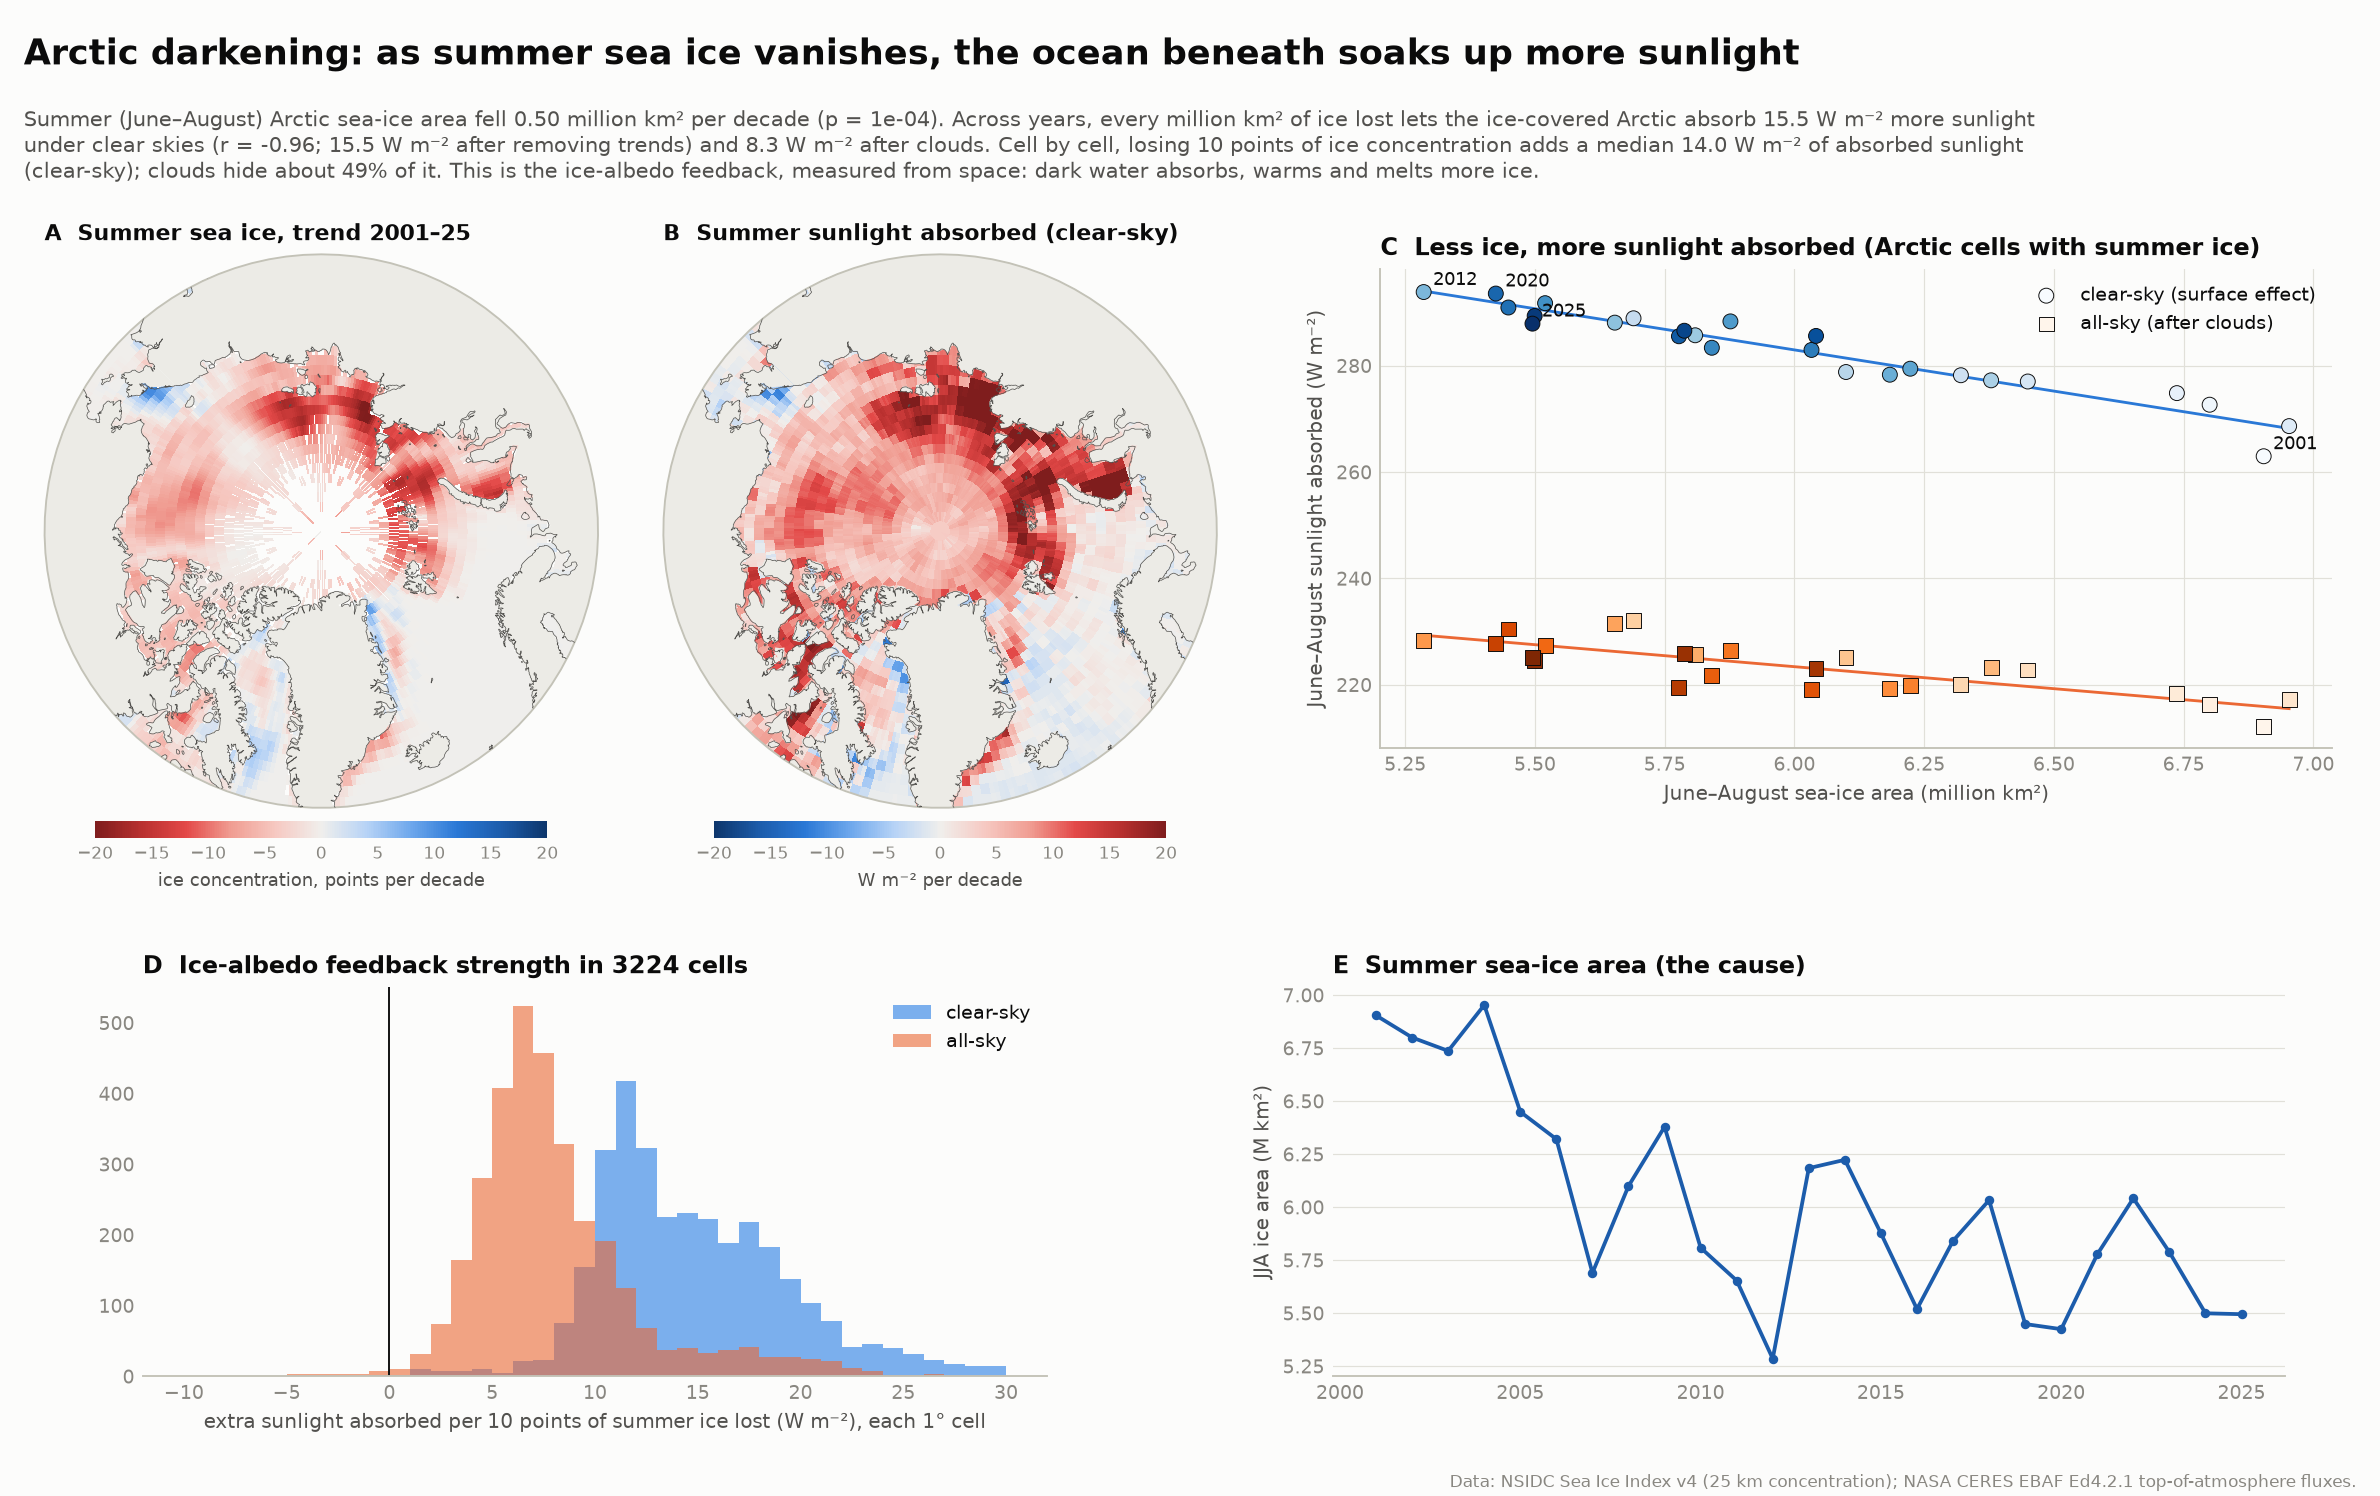 Arctic darkening: as summer sea ice vanishes, the ocean beneath soaks up more sunlight
Summer (June–August) Arctic sea-ice area fell 0.50 million km² per decade (p = 1e-04). Across years, every million km² of ice lost lets the ice-covered Arctic absorb 15.5 W m⁻² more sunlight
under clear skies (r = -0.96; 15.5 W m⁻² after removing trends) and 8.3 W m⁻² after clouds. Cell by cell, losing 10 points of ice concentration adds a median 14.0 W m⁻² of absorbed sunlight
(clear-sky); clouds hide about 49% of it. This is the ice-albedo feedback, measured from space: dark water absorbs, warms and melts more ice.
A Summer sea ice, trend 2001–25
−20 −15 −10 −5 0 5 10 15 20
ice concentration, points per decade
B Summer sunlight absorbed (clear-sky)
−20 −15 −10 −5 0 5 10 15 20
W m⁻² per decade
C Less ice, more sunlight absorbed (Arctic cells with summer ice)
June–August sunlight absorbed (W m⁻²)
280
260
240
220
2012
2020
2025
2001
clear-sky (surface effect)
all-sky (after clouds)
5.25 5.50 5.75 6.00 6.25 6.50 6.75 7.00
June–August sea-ice area (million km²)
D Ice-albedo feedback strength in 3224 cells
500
400
300
200
100
0
clear-sky
all-sky
−10 −5 0 5 10 15 20 25 30
extra sunlight absorbed per 10 points of summer ice lost (W m⁻²), each 1° cell
E Summer sea-ice area (the cause)
JJA ice area (M km²)
7.00
6.75
6.50
6.25
6.00
5.75
5.50
5.25
2000 2005 2010 2015 2020 2025
Data: NSIDC Sea Ice Index v4 (25 km concentration); NASA CERES EBAF Ed4.2.1 top-of-atmosphere fluxes.